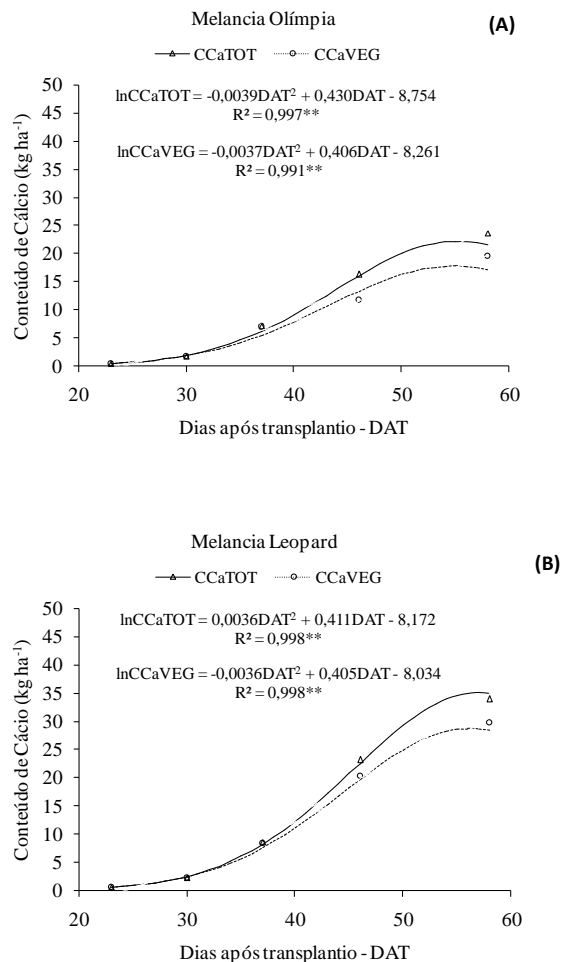 Melancia Olímpia
(A)
CCaTOT CCaVEG
lnCCaTOT = -0,0039DAT² + 0,430DAT - 8,754
R² = 0,997**
lnCCaVEG = -0,0037DAT² + 0,406DAT - 8,261
R² = 0,991**
Conteúdo de Cálcio (kg ha⁻¹)
50
45
40
35
30
25
20
15
10
5
0
20 30 40 50 60
Dias após transplantio - DAT
Melancia Leopard
(B)
CCaTOT CCaVEG
lnCCaTOT = 0,0036DAT² + 0,411DAT - 8,172
R² = 0,998**
lnCCaVEG = -0,0036DAT² + 0,405DAT - 8,034
R² = 0,998**
Conteúdo de Cácio (kg ha⁻¹)
50
45
40
35
30
25
20
15
10
5
0
20 30 40 50 60
Dias após transplantio - DAT